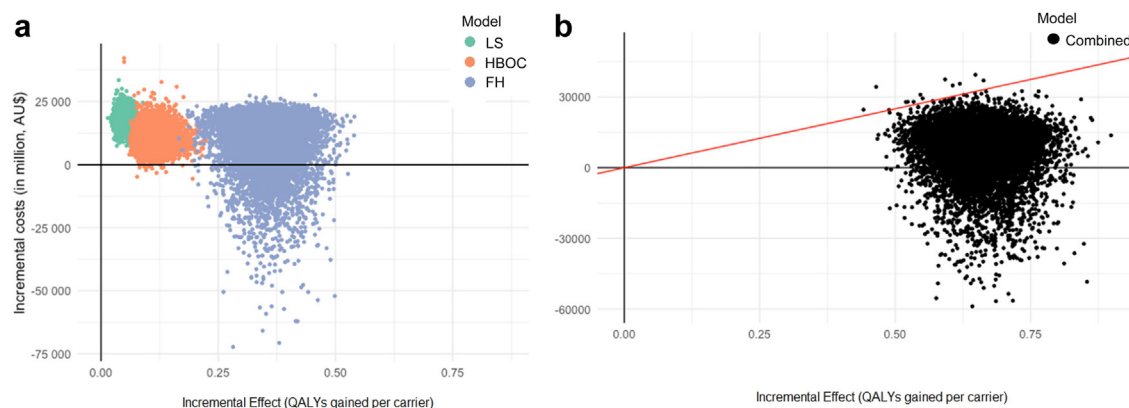 a
Model
LS
HBOC
FH
Incremental costs (in million, AU$)
25 000
0
-25 000
-50 000
-75 000
0.00
0.25
0.50
0.75
Incremental Effect (QALYs gained per carrier)
b
Model
Combined
30000
0
-30000
-60000
0.00
0.25
0.50
0.75
Incremental Effect (QALYs gained per carrier)